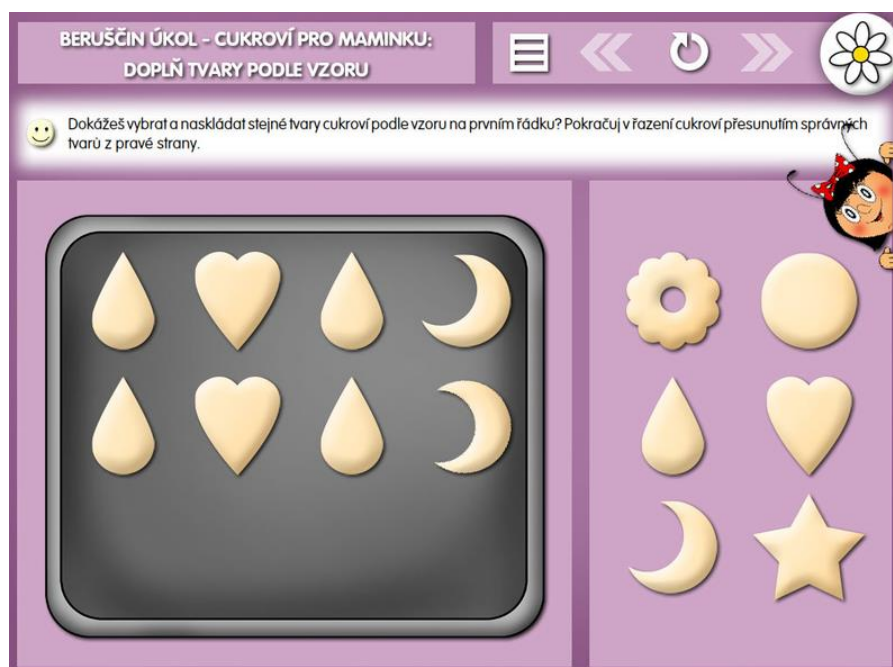 BERUŠČIN ÚKOL – CUKROVÍ PRO MAMINKU:
DOPLŇ TVARY PODLE VZORU
Dokážeš vybrat a naskládat stejné tvary cukroví podle vzoru na prvním řádku? Pokračuj v řazení cukroví přesunutím správných
tvarů z pravé strany.